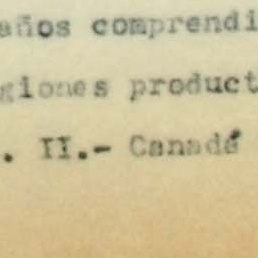 años comprendi
giones product
. II.- Canadá